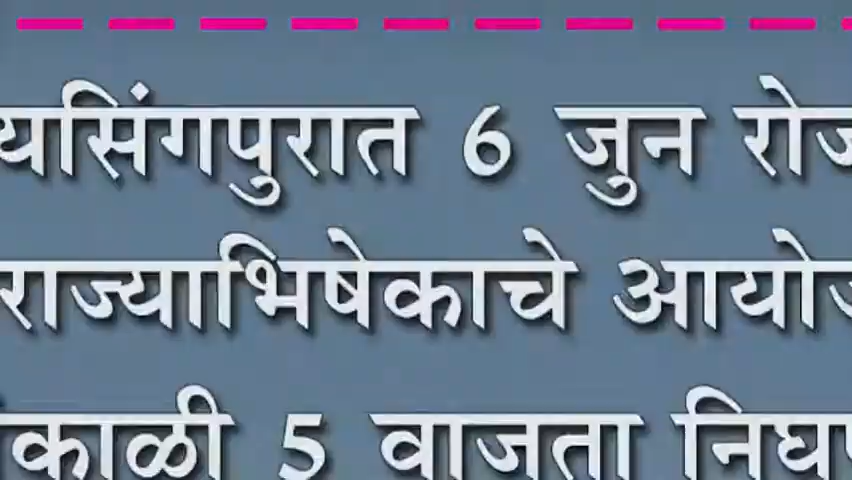 यसिंगपुरात 6 जुन रोज
राज्याभिषेकाचे आयोज
काळी 5 वाजता निघ